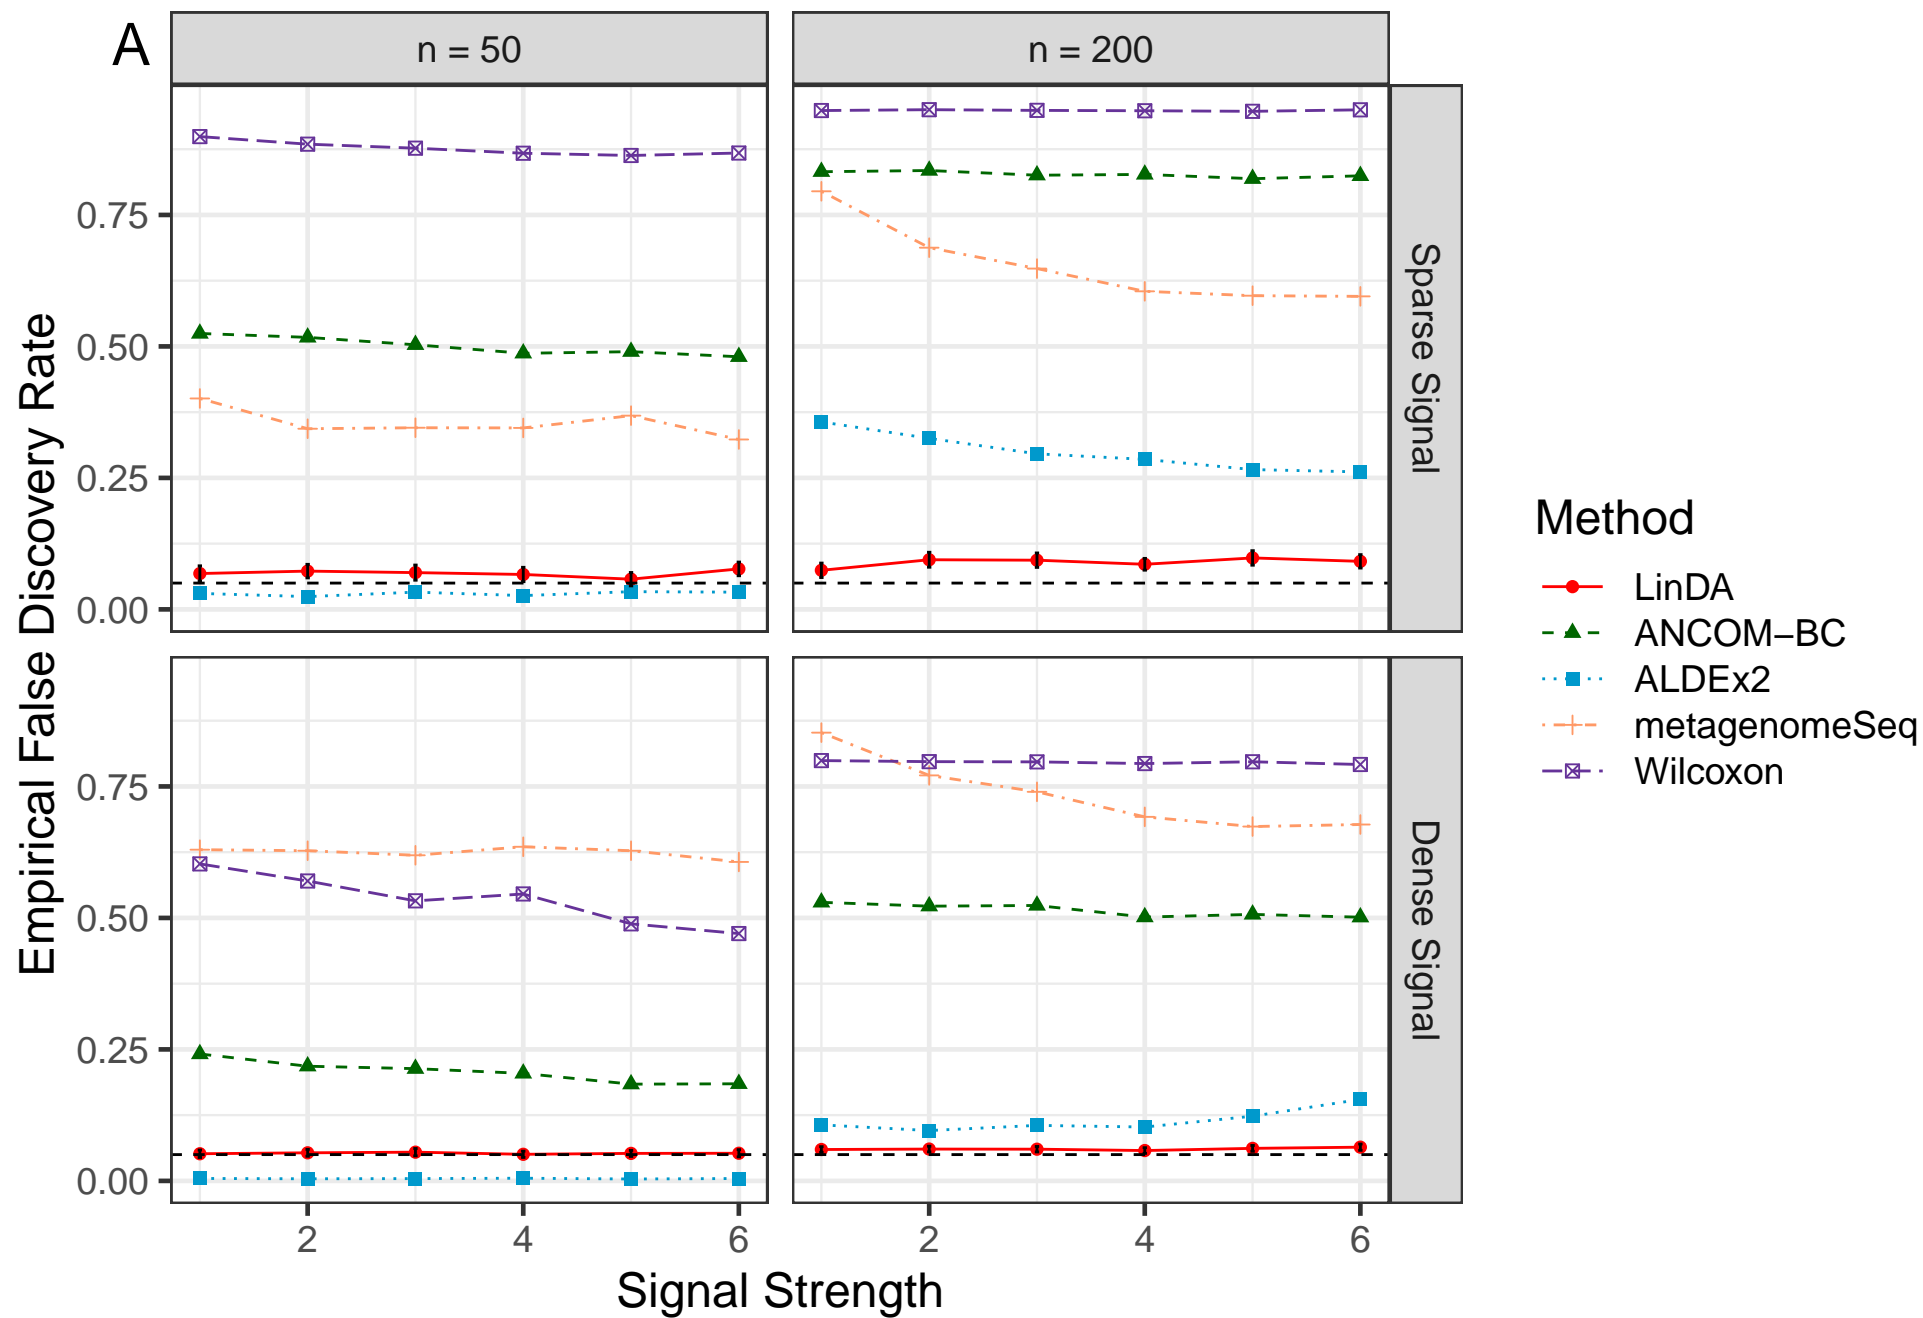 A
n = 50
n = 200
Empirical False Discovery Rate
0.75
0.50
0.25
0.00
Sparse Signal
0.75
0.50
0.25
0.00
Dense Signal
2
4
6
2
4
6
Signal Strength
Method
LinDA
ANCOM−BC
ALDEx2
metagenomeSeq
Wilcoxon